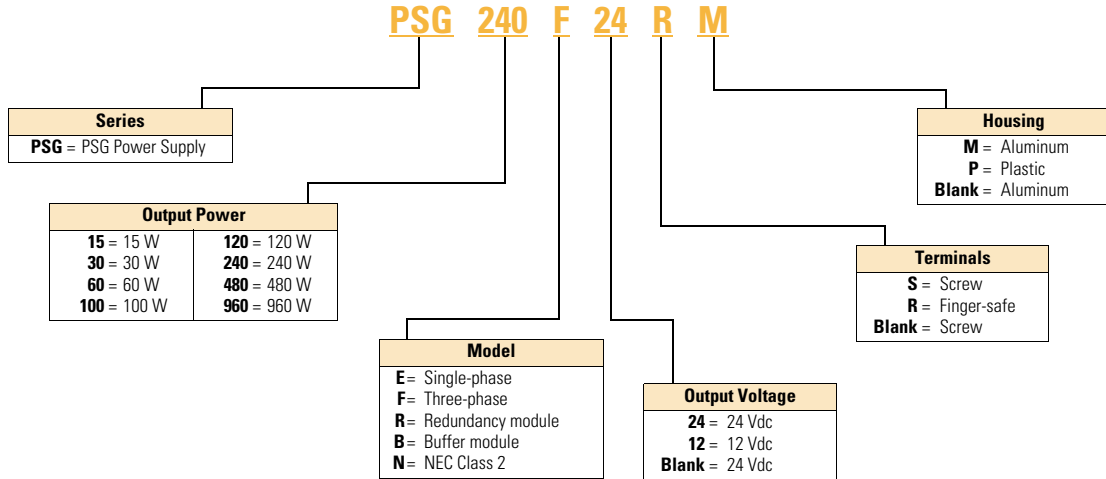 PSG 240 F 24 R M
Series
PSG = PSG Power Supply
Housing
M = Aluminum
P = Plastic
Blank = Aluminum
Output Power
15 = 15 W 120 = 120 W
30 = 30 W 240 = 240 W
60 = 60 W 480 = 480 W
100 = 100 W 960 = 960 W
Terminals
S = Screw
R = Finger-safe
Blank = Screw
Model
E = Single-phase
F = Three-phase
R = Redundancy module
B = Buffer module
N = NEC Class 2
Output Voltage
24 = 24 Vdc
12 = 12 Vdc
Blank = 24 Vdc